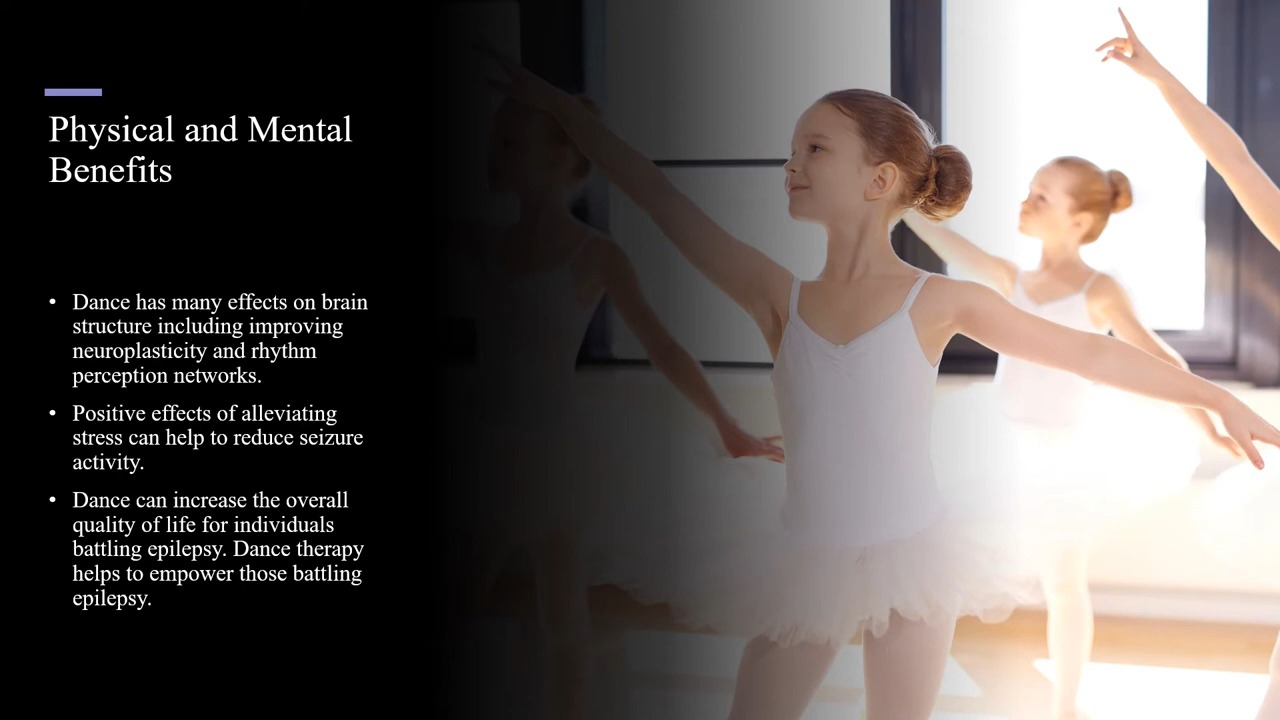 Physical and Mental
Benefits
• Dance has many effects on brain
structure including improving
neuroplasticity and rhythm
perception networks.
• Positive effects of alleviating
stress can help to reduce seizure
activity.
• Dance can increase the overall
quality of life for individuals
battling epilepsy. Dance therapy
helps to empower those battling
epilepsy.